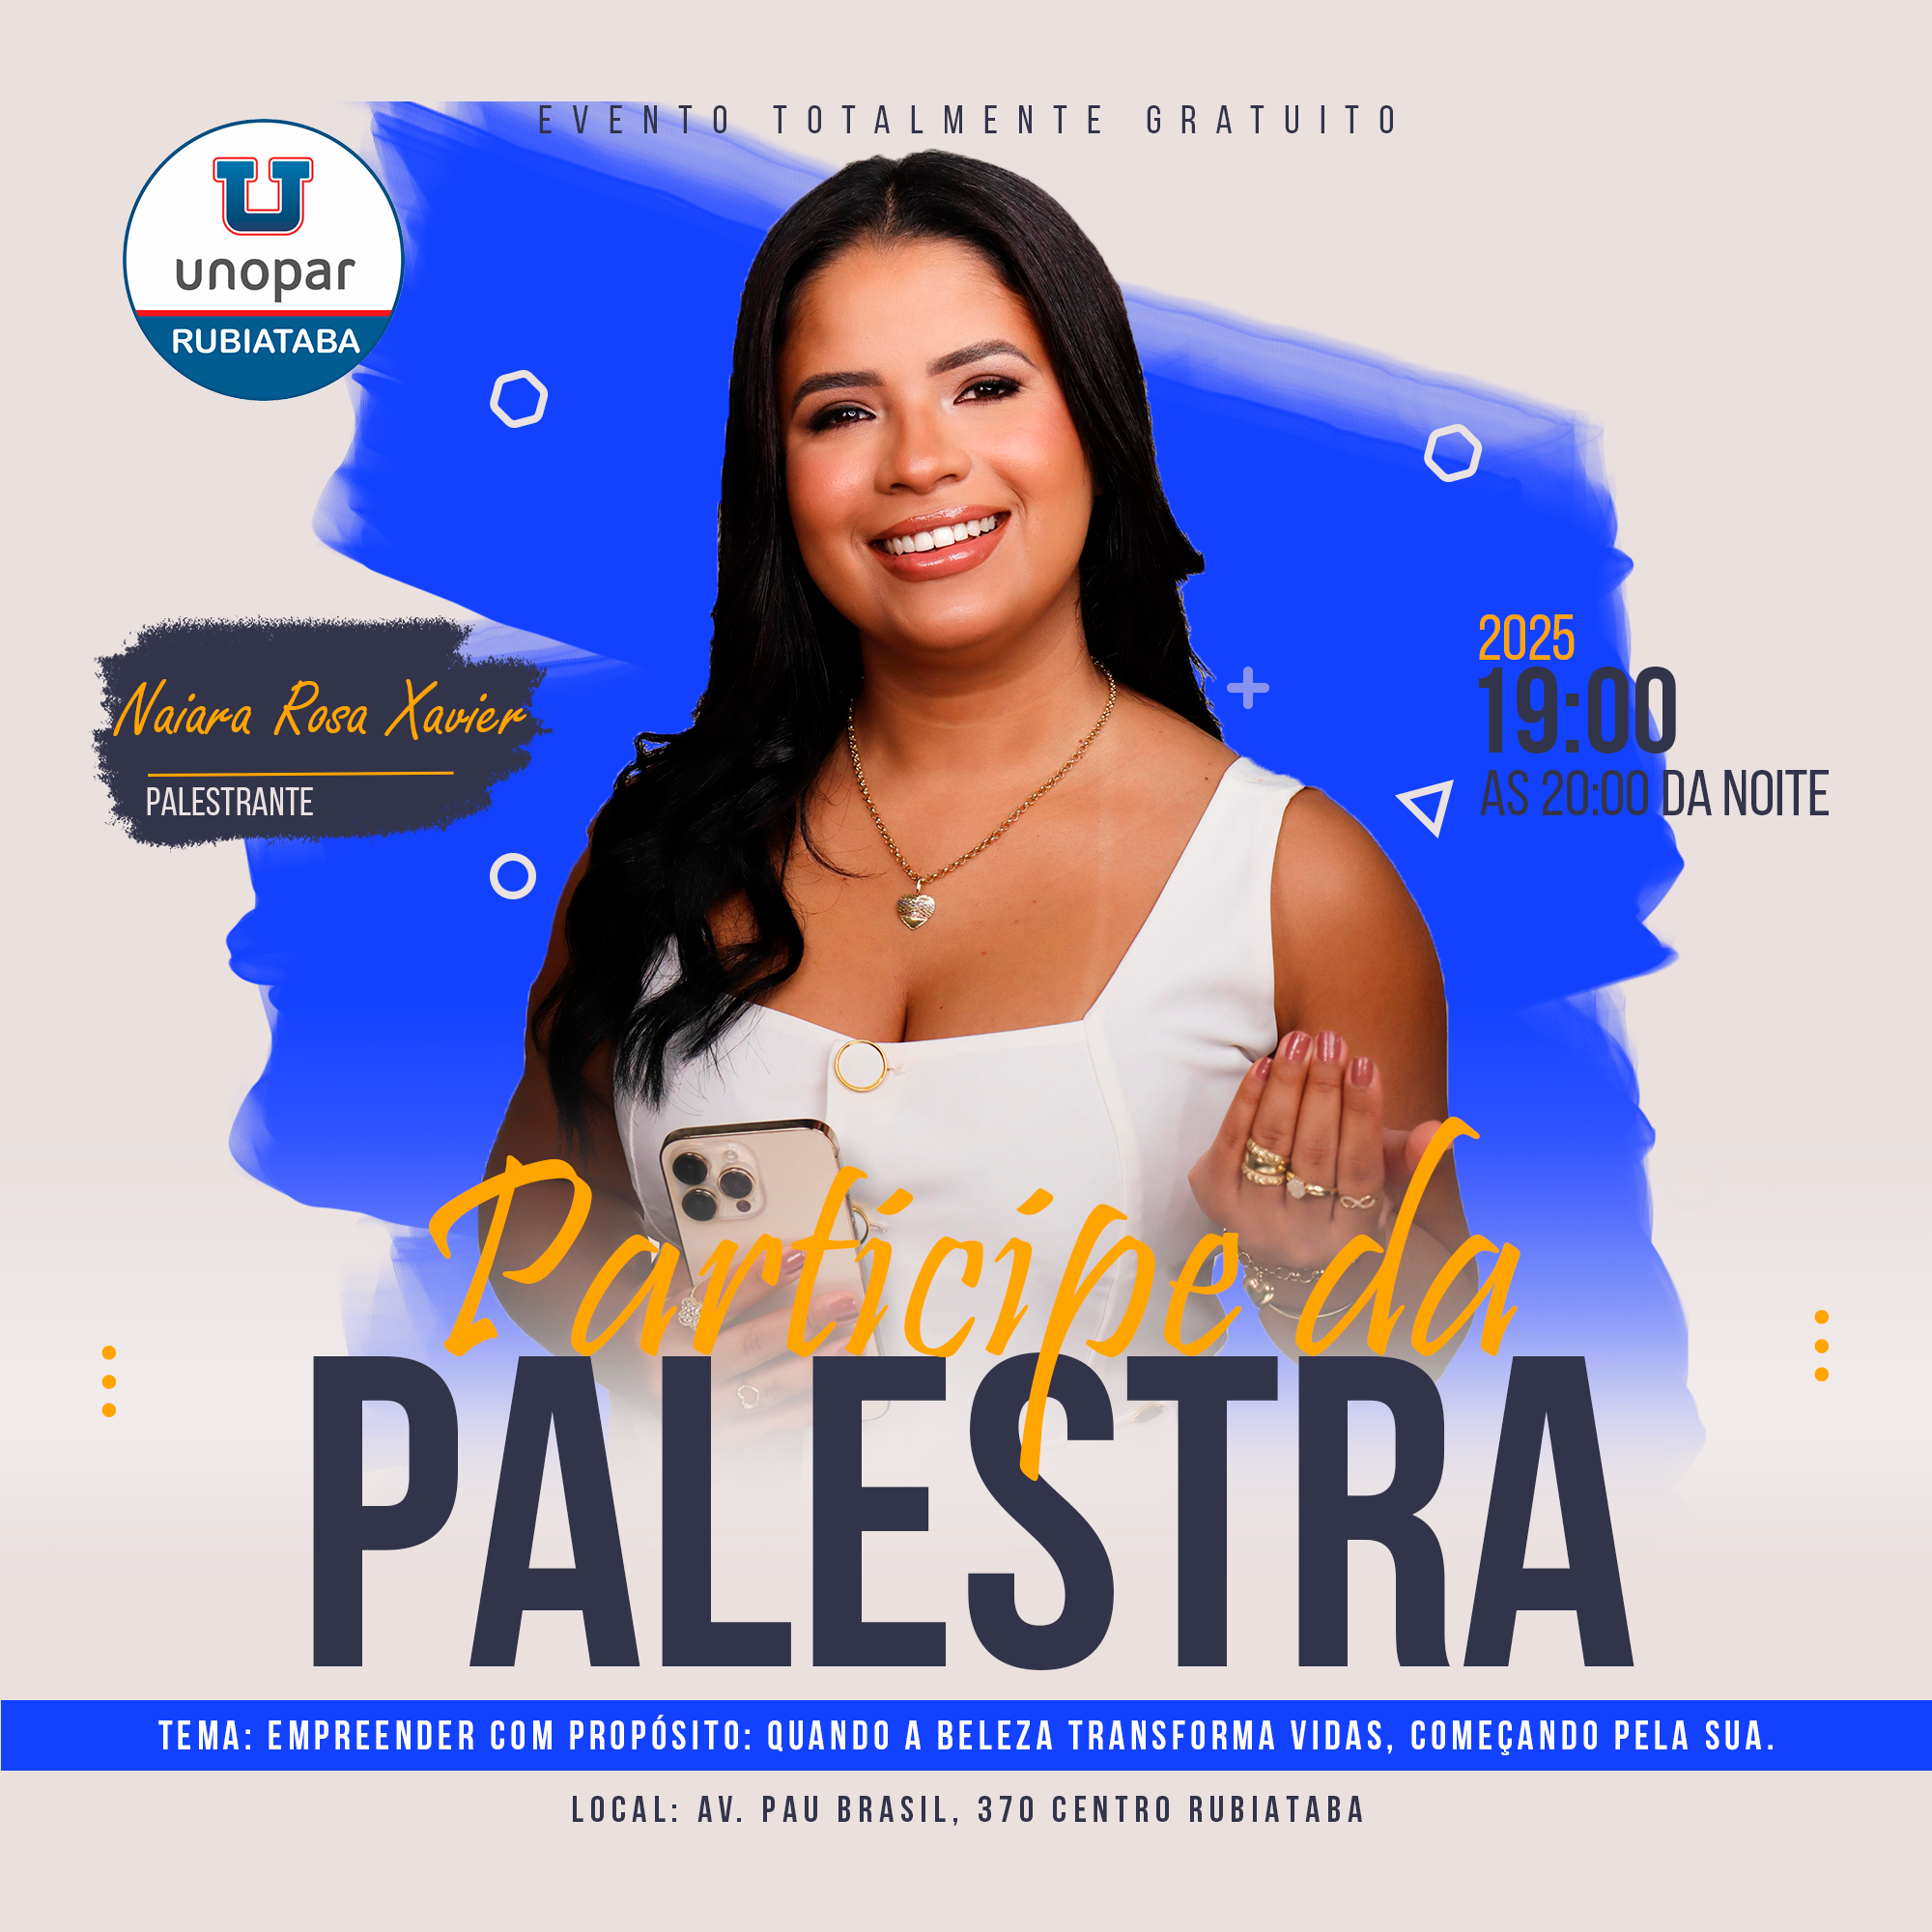 EVENTO TOTALMENTE GRATUITO
U
unopar
RUBIATABA
Naiara Rosa Xavier
PALESTRANTE
2025
19:00
AS 20:00 DA NOITE
Participe da
PALESTRA
TEMA: EMPREENDER COM PROPÓSITO: QUANDO A BELEZA TRANSFORMA VIDAS, COMEÇANDO PELA SUA.
LOCAL: AV. PAU BRASIL, 370 CENTRO RUBIATABA